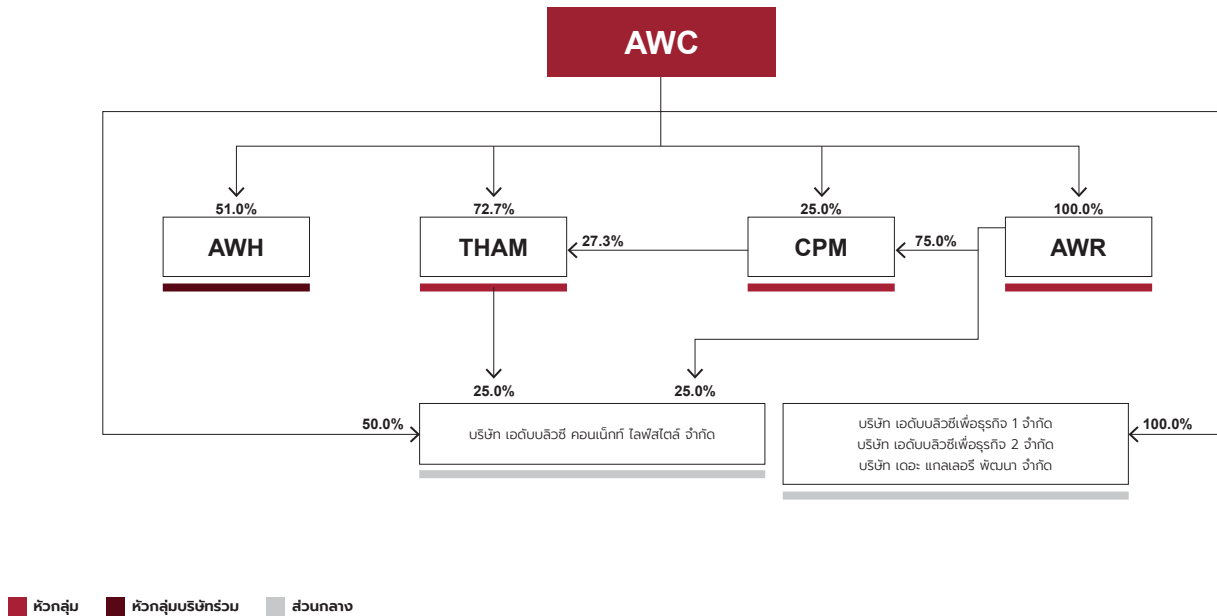 AWC
51.0%
72.7%
25.0%
100.0%
AWH
THAM
27.3%
CPM
75.0%
AWR
25.0%
25.0%
50.0%
บริษัท เอดับบลิวซี คอนเน็กท์ ไลฟ์สไตล์ จำกัด
บริษัท เอดับบลิวซีเพื่อธุรกิจ 1 จำกัด
บริษัท เอดับบลิวซีเพื่อธุรกิจ 2 จำกัด
บริษัท เดอะ แกลเลอรี พัฒนา จำกัด
100.0%
หัวกลุ่ม
หัวกลุ่มบริษัทร่วม
ส่วนกลาง